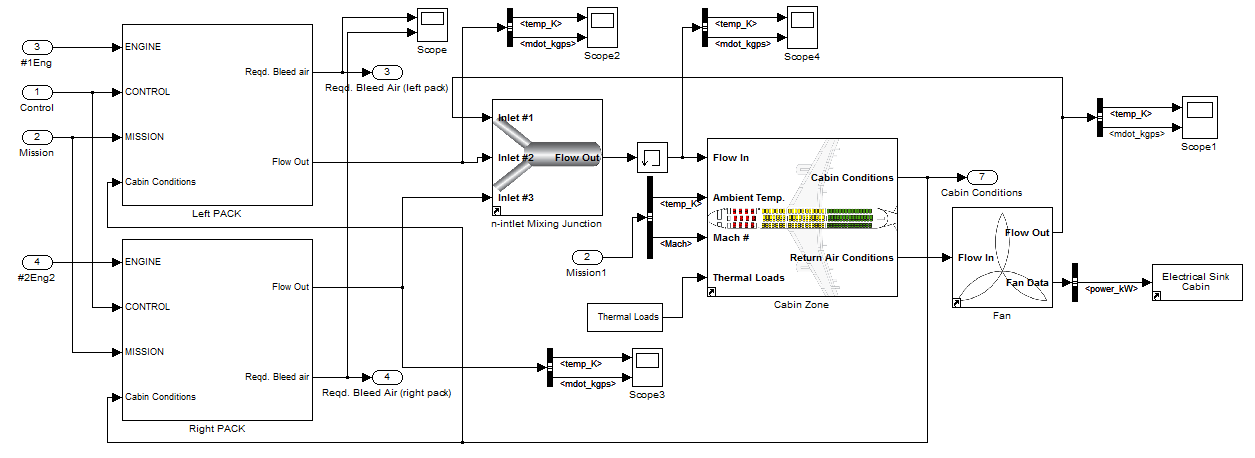 3
#1Eng
1
Control
2
Mission
ENGINE
CONTROL
MISSION
Cabin Conditions
Reqd. Bleed air
Flow Out
Left PACK
Scope
3
Reqd. Bleed Air (left pack)
<temp_K>
<mdot_kgps>
Scope2
<temp_K>
<mdot_kgps>
Scope4
<temp_K>
<mdot_kgps>
Scope1
Inlet #1
Inlet #2
Inlet #3
Flow Out
n-intlet Mixing Junction
<temp_K>
<Mach>
2
Mission1
Flow In
Ambient Temp.
Mach #
Thermal Loads
Cabin Conditions
Return Air Conditions
Cabin Zone
Thermal Loads
7
Cabin Conditions
Flow In
Flow Out
Fan Data
Fan
<power_kW>
Electrical Sink
Cabin
4
#2Eng2
ENGINE
CONTROL
MISSION
Cabin Conditions
Flow Out
Reqd. Bleed air
Right PACK
4
Reqd. Bleed Air (right pack)
<temp_K>
<mdot_kgps>
Scope3